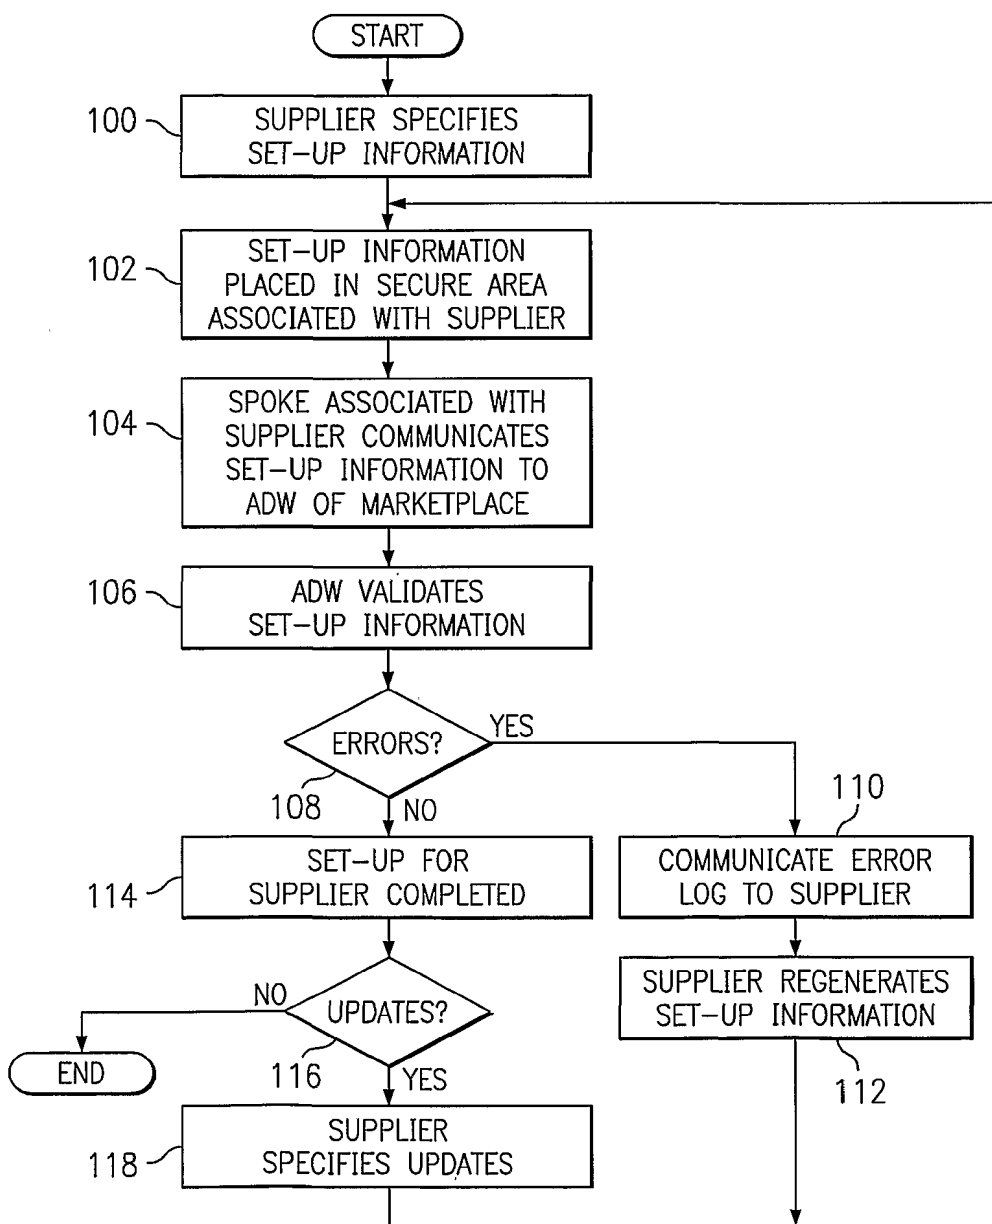 START
100
SUPPLIER SPECIFIES
SET-UP INFORMATION
102
SET-UP INFORMATION
PLACED IN SECURE AREA
ASSOCIATED WITH SUPPLIER
104
SPOKE ASSOCIATED WITH
SUPPLIER COMMUNICATES
SET-UP INFORMATION TO
ADW OF MARKETPLACE
106
ADW VALIDATES
SET-UP INFORMATION
ERRORS?
YES
108
NO
110
COMMUNICATE ERROR
LOG TO SUPPLIER
114
SET-UP FOR
SUPPLIER COMPLETED
SUPPLIER REGENERATES
SET-UP INFORMATION
112
NO
UPDATES?
116
YES
END
118
SUPPLIER
SPECIFIES UPDATES